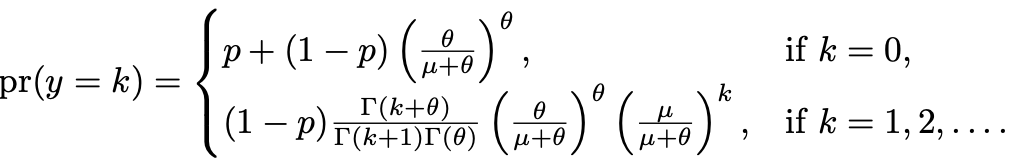 pr(y = k) = { p + (1 − p) (θ/(μ+θ))^θ, if k = 0,
(1 − p) Γ(k+θ)/(Γ(k+1)Γ(θ)) (θ/(μ+θ))^θ (μ/(μ+θ))^k, if k = 1, 2, . . . .